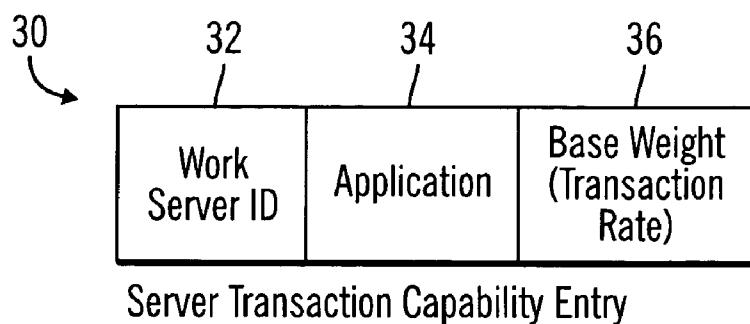 30
32
34
36
Work
Server ID
Application
Base Weight
(Transaction
Rate)
Server Transaction Capability Entry